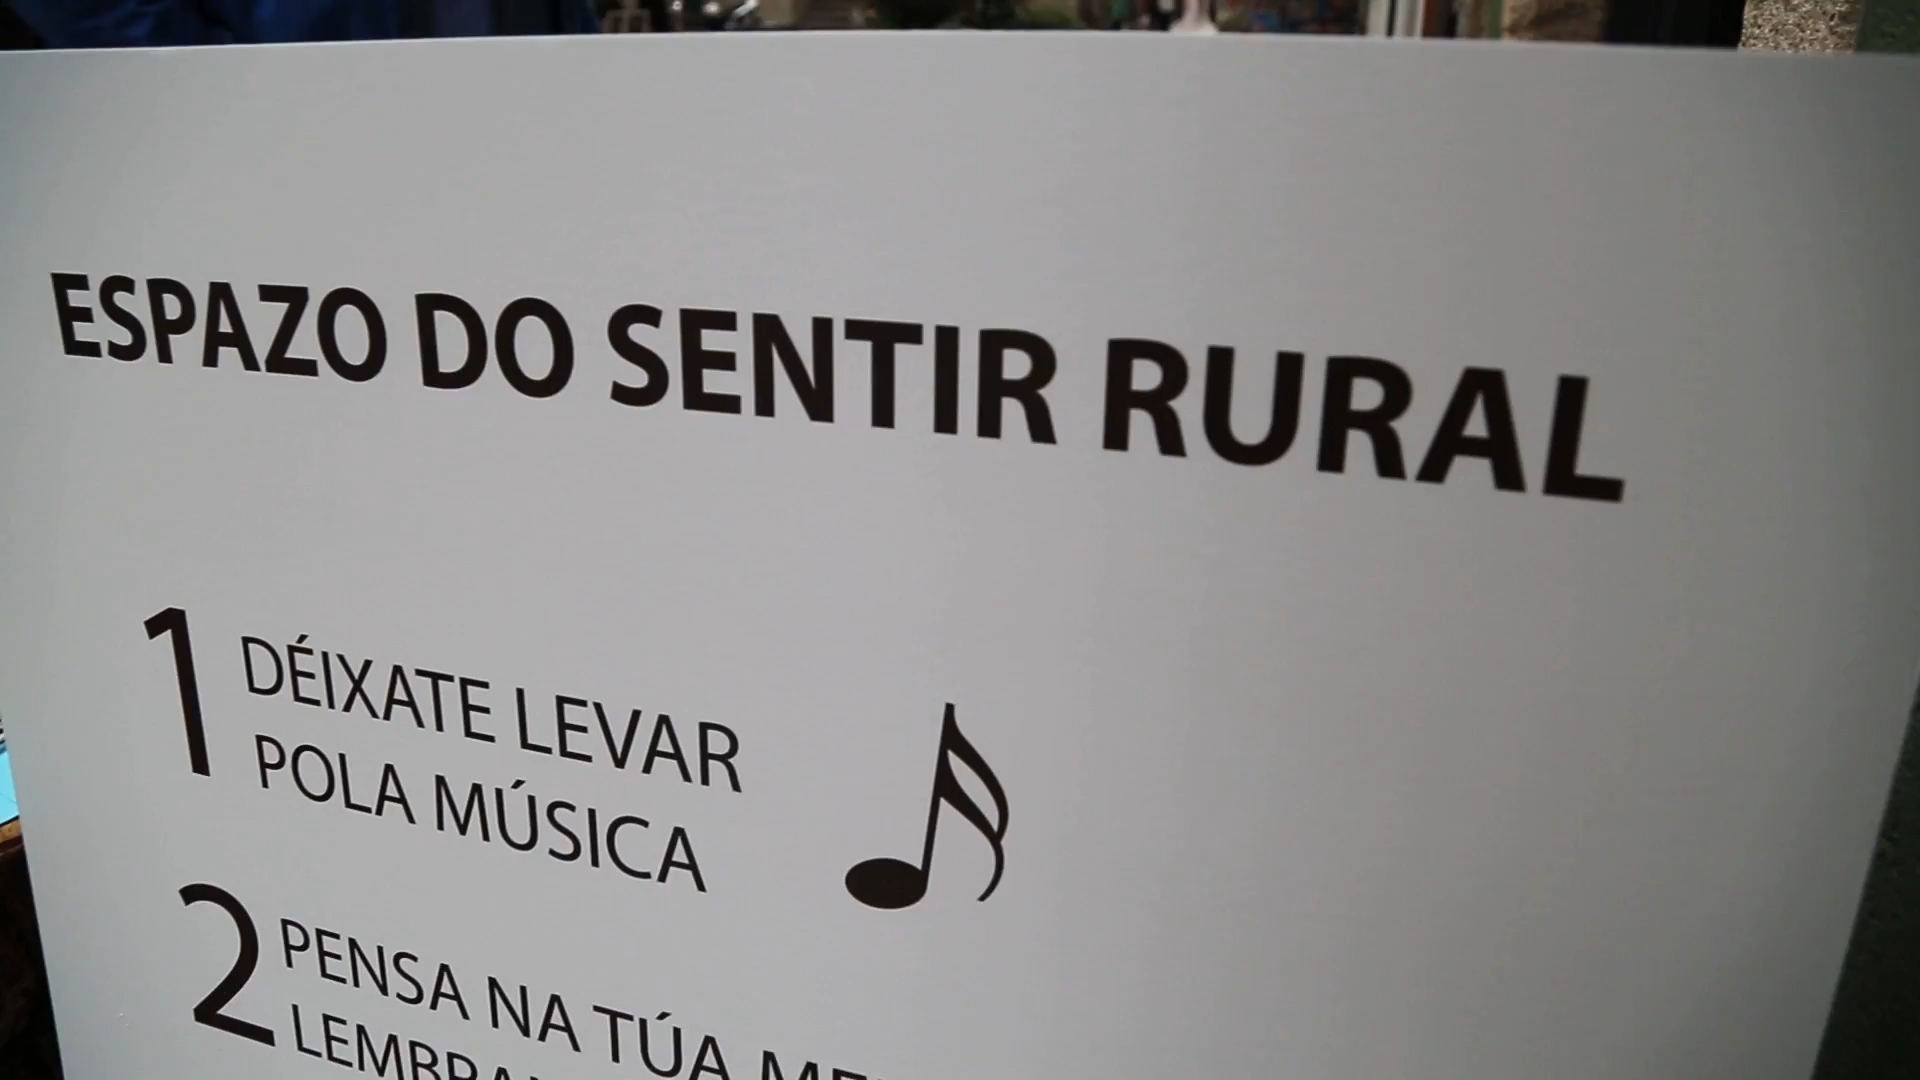 ESPAZO DO SENTIR RURAL
1 DÉIXATE LEVAR
POLA MÚSICA
2 PENSA NA TÚA